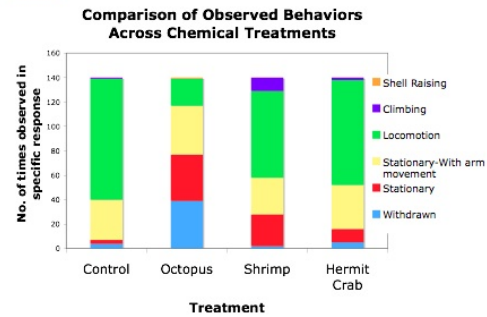 Comparison of Observed Behaviors
Across Chemical Treatments
No. of times observed in
specific response
160
140
120
100
80
60
40
20
0
Control
Octopus
Shrimp
Hermit
Crab
Treatment
Shell Raising
Climbing
Locomotion
Stationary-With arm
movement
Stationary
Withdrawn